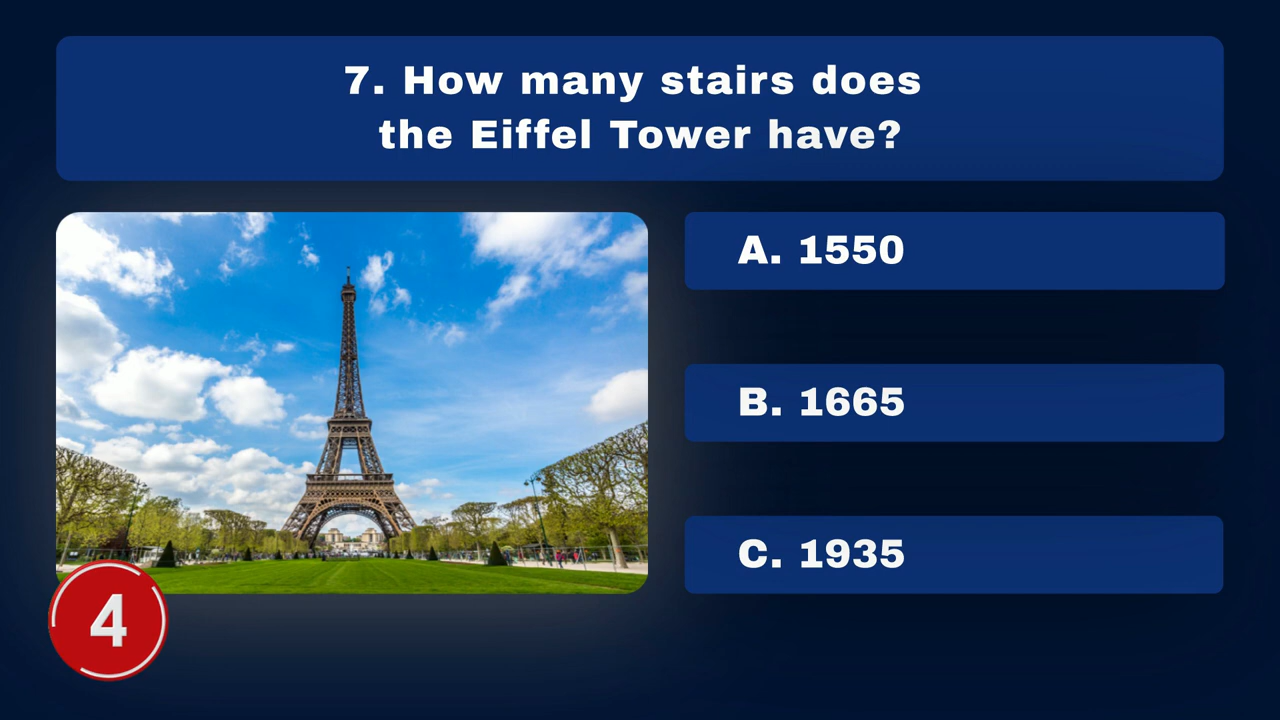 7. How many stairs does
the Eiffel Tower have?
A. 1550
B. 1665
C. 1935
4